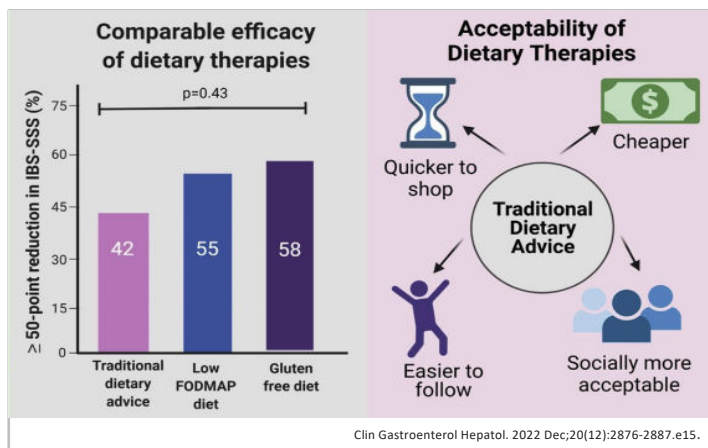 Comparable efficacy
of dietary therapies
≥ 50-point reduction in IBS-SSS (%)
75
60
45
30
15
0
p=0.43
42
55
58
Traditional
dietary
advice
Low
FODMAP
diet
Gluten
free diet
Acceptability of
Dietary Therapies
$
Quicker to
shop
Cheaper
Traditional
Dietary
Advice
Easier to
follow
Socially more
acceptable
Clin Gastroenterol Hepatol. 2022 Dec;20(12):2876-2887.e15.